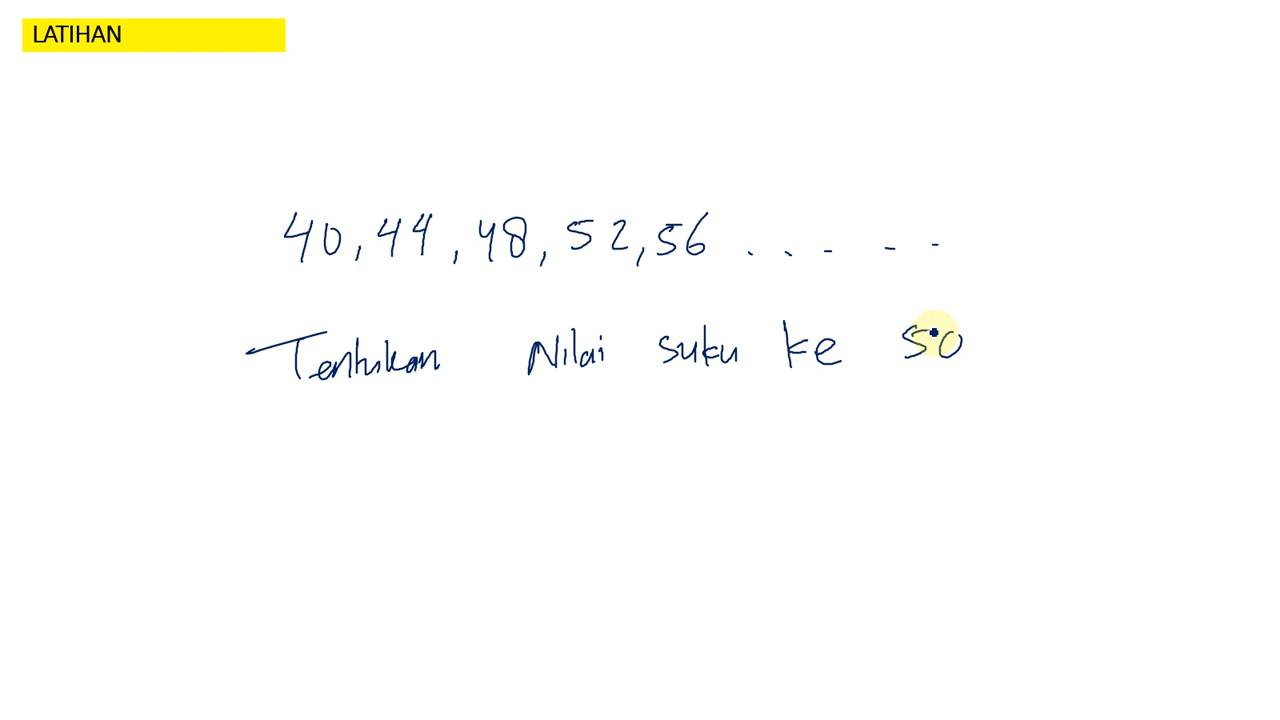 LATIHAN
40, 44, 48, 52, 56 . . . . .
Tentukan Nilai suku ke 50